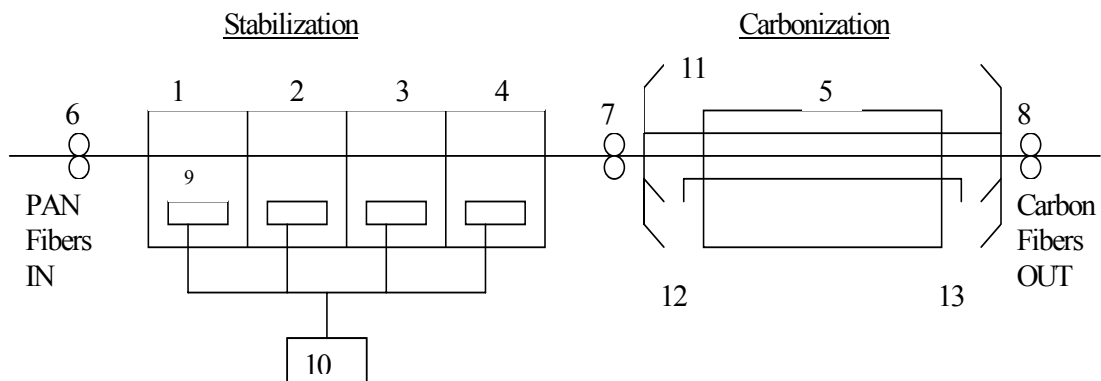 Stabilization
Carbonization
11
6
1
2
3
4
7
5
8
9
PAN
Fibers
IN
Carbon
Fibers
OUT
12
13
10